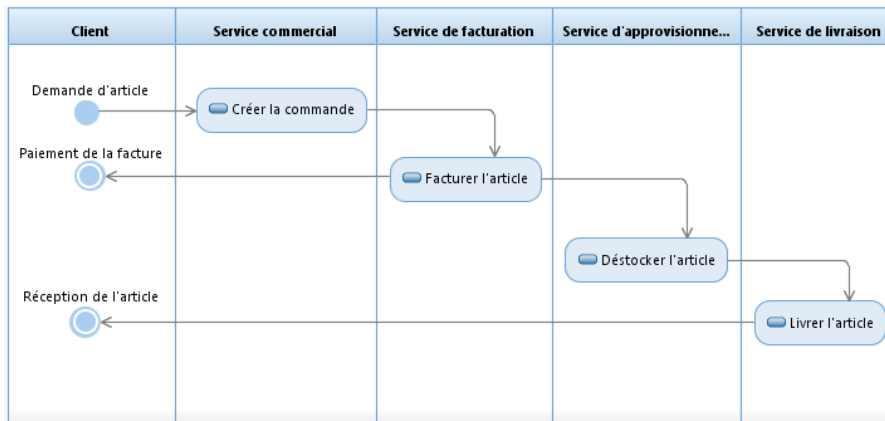 Client
Service commercial
Service de facturation
Service d'approvisionne...
Service de livraison
Demande d'article
Créer la commande
Paiement de la facture
Facturer l'article
Déstocker l'article
Réception de l'article
Livrer l'article